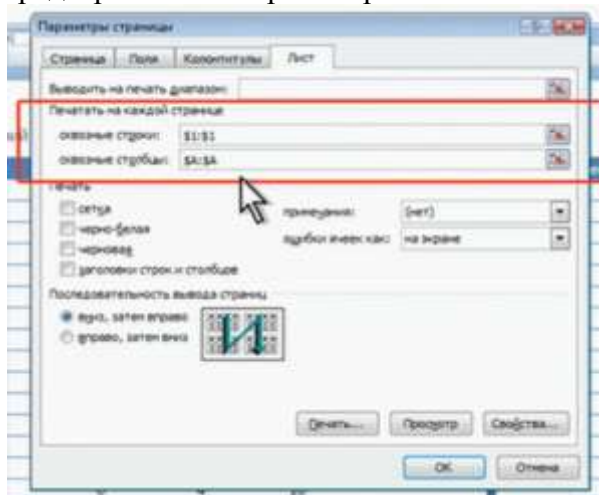 Параметры страницы
Страница Поля Колонтитулы Лист
Выводить на печать диапазон:
Печатать на каждой странице
сквозные строки: $1:$1
сквозные столбцы: $A:$A
Печать
сетка
примечания: (нет)
черно-белая
ошибки ячеек как: на экране
черновая
заголовки строк и столбцов
Последовательность вывода страниц
вниз, затем вправо
вправо, затем вниз
Печать... Просмотр Свойства...
ОК Отмена